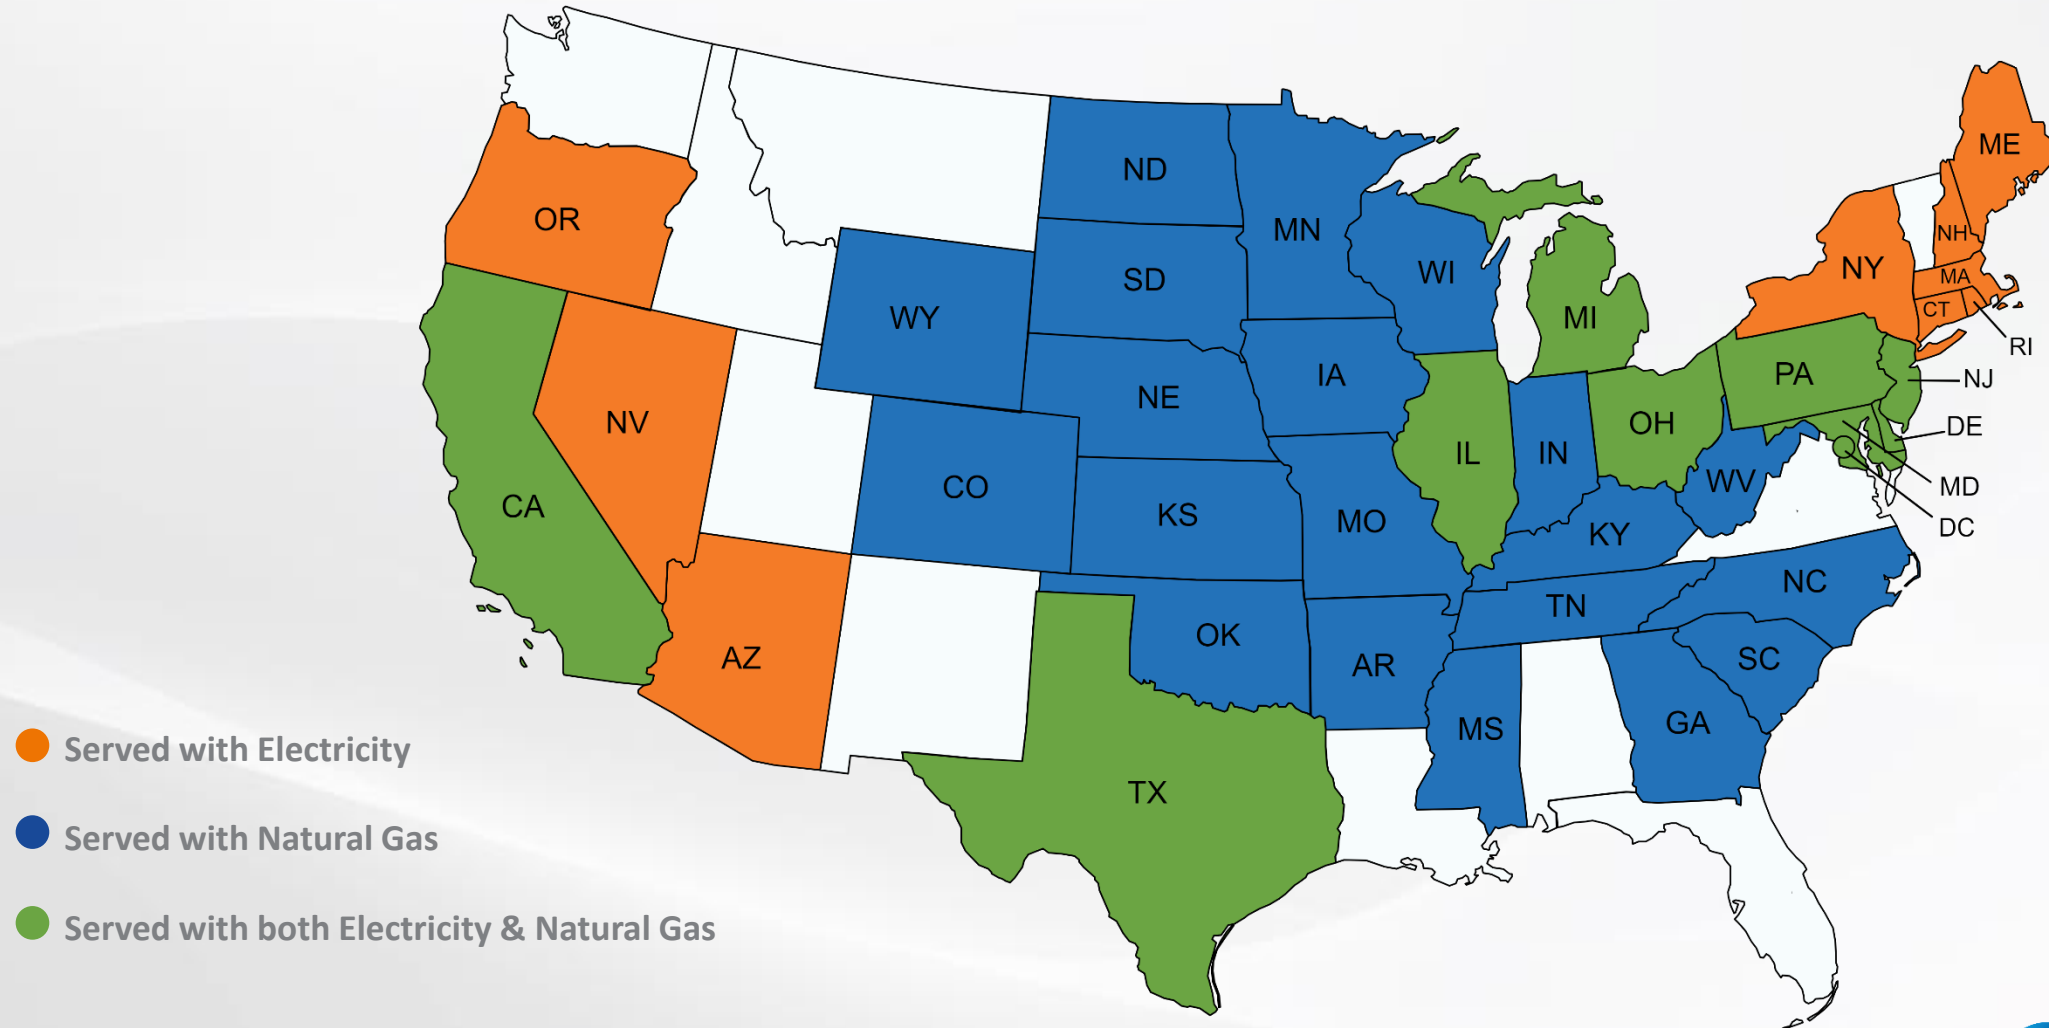 ME
ND
MN
OR
NH
SD
WI
NY
MA
WY
MI
CT
RI
IA
PA
NJ
NE
NV
OH
DE
IL
IN
CO
WV
MD
CA
KS
MO
DC
KY
NC
TN
OK
AZ
AR
SC
MS
GA
TX
Served with Electricity
Served with Natural Gas
Served with both Electricity & Natural Gas